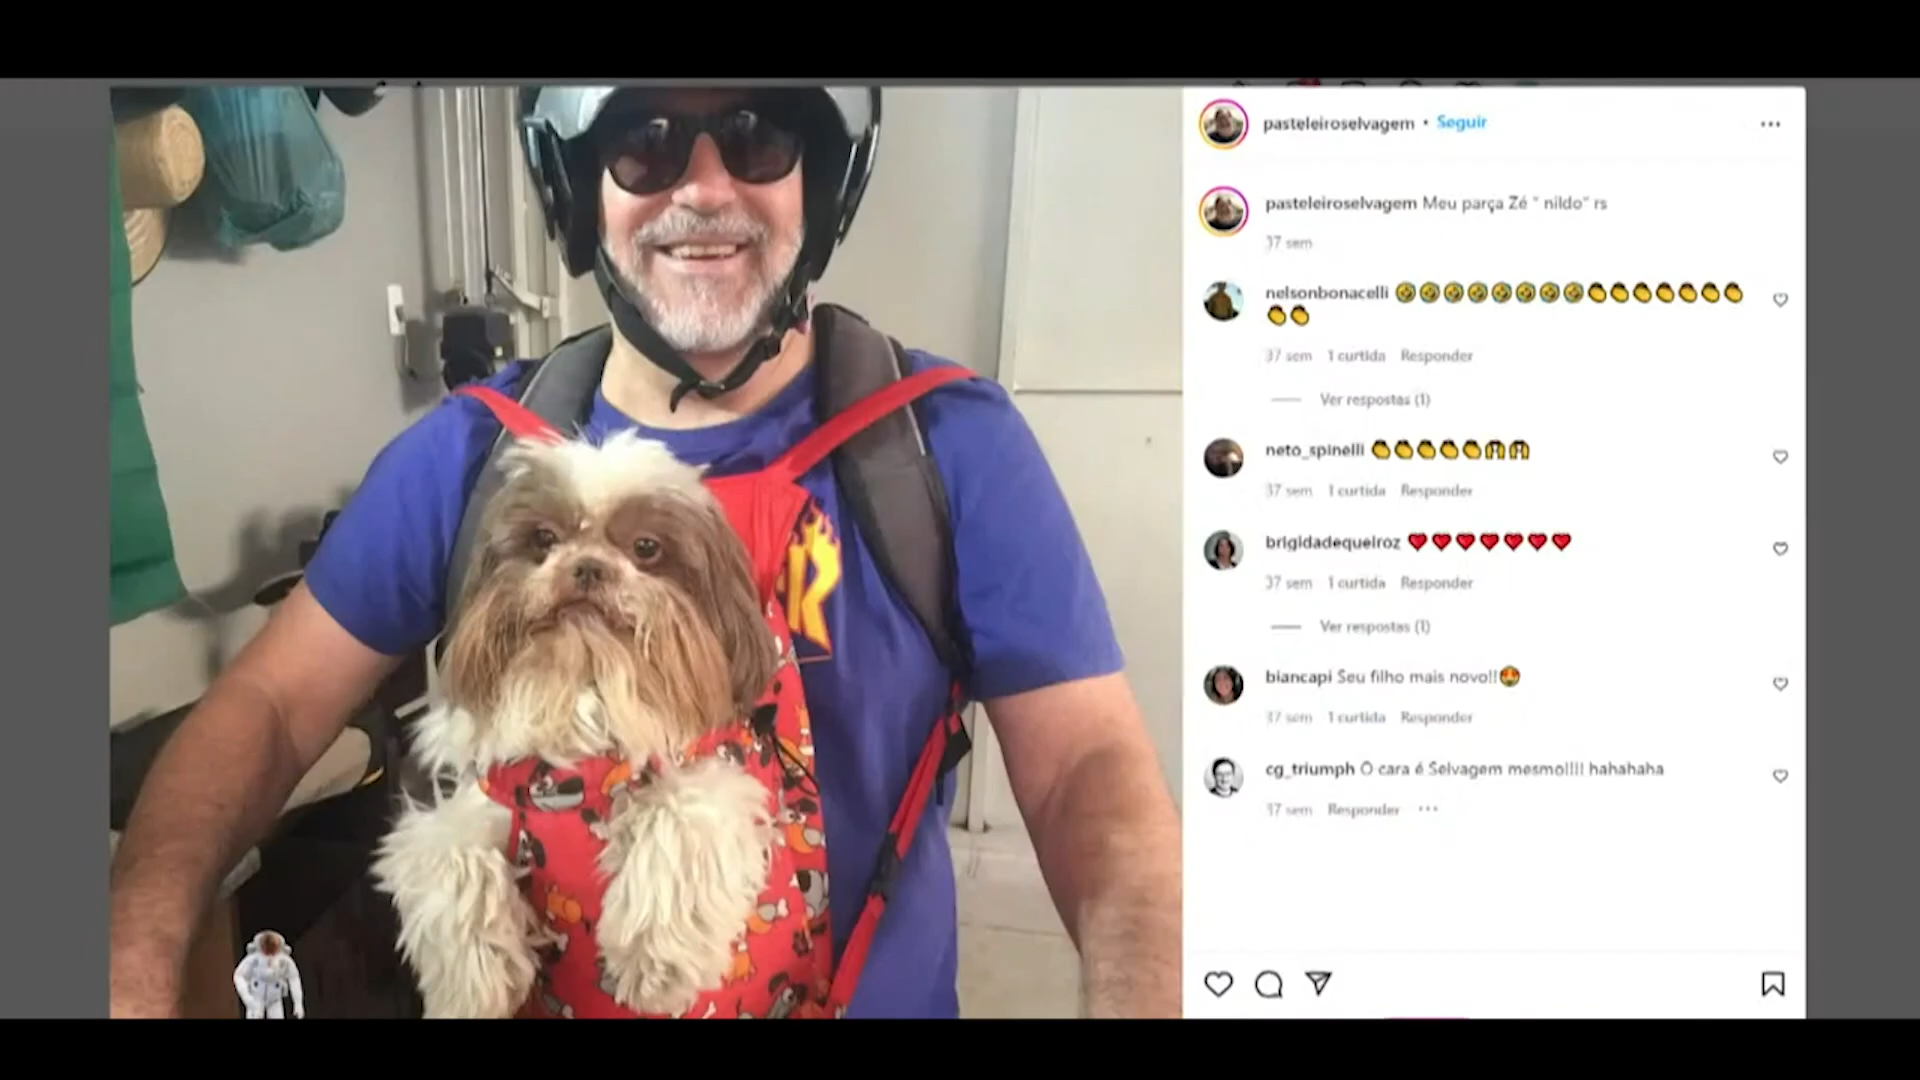 pasteleiroselvagem • Seguir
pasteleiroselvagem Meu parça Zé " nildo" rs
37 sem
nelsonbonacelli 🤣🤣🤣🤣🤣🤣🤣🤣👏👏👏👏👏👏👏
👏👏
37 sem 1 curtida Responder
Ver respostas (1)
neto_spinelli 👏👏👏👏👏🙌🙌
37 sem 1 curtida Responder
brigidadequeiroz ❤️❤️❤️❤️❤️❤️❤️
37 sem 1 curtida Responder
Ver respostas (1)
biancapi Seu filho mais novo!!🤩
37 sem 1 curtida Responder
cg_triumph O cara é Selvagem mesmo!!!! hahahaha
37 sem Responder